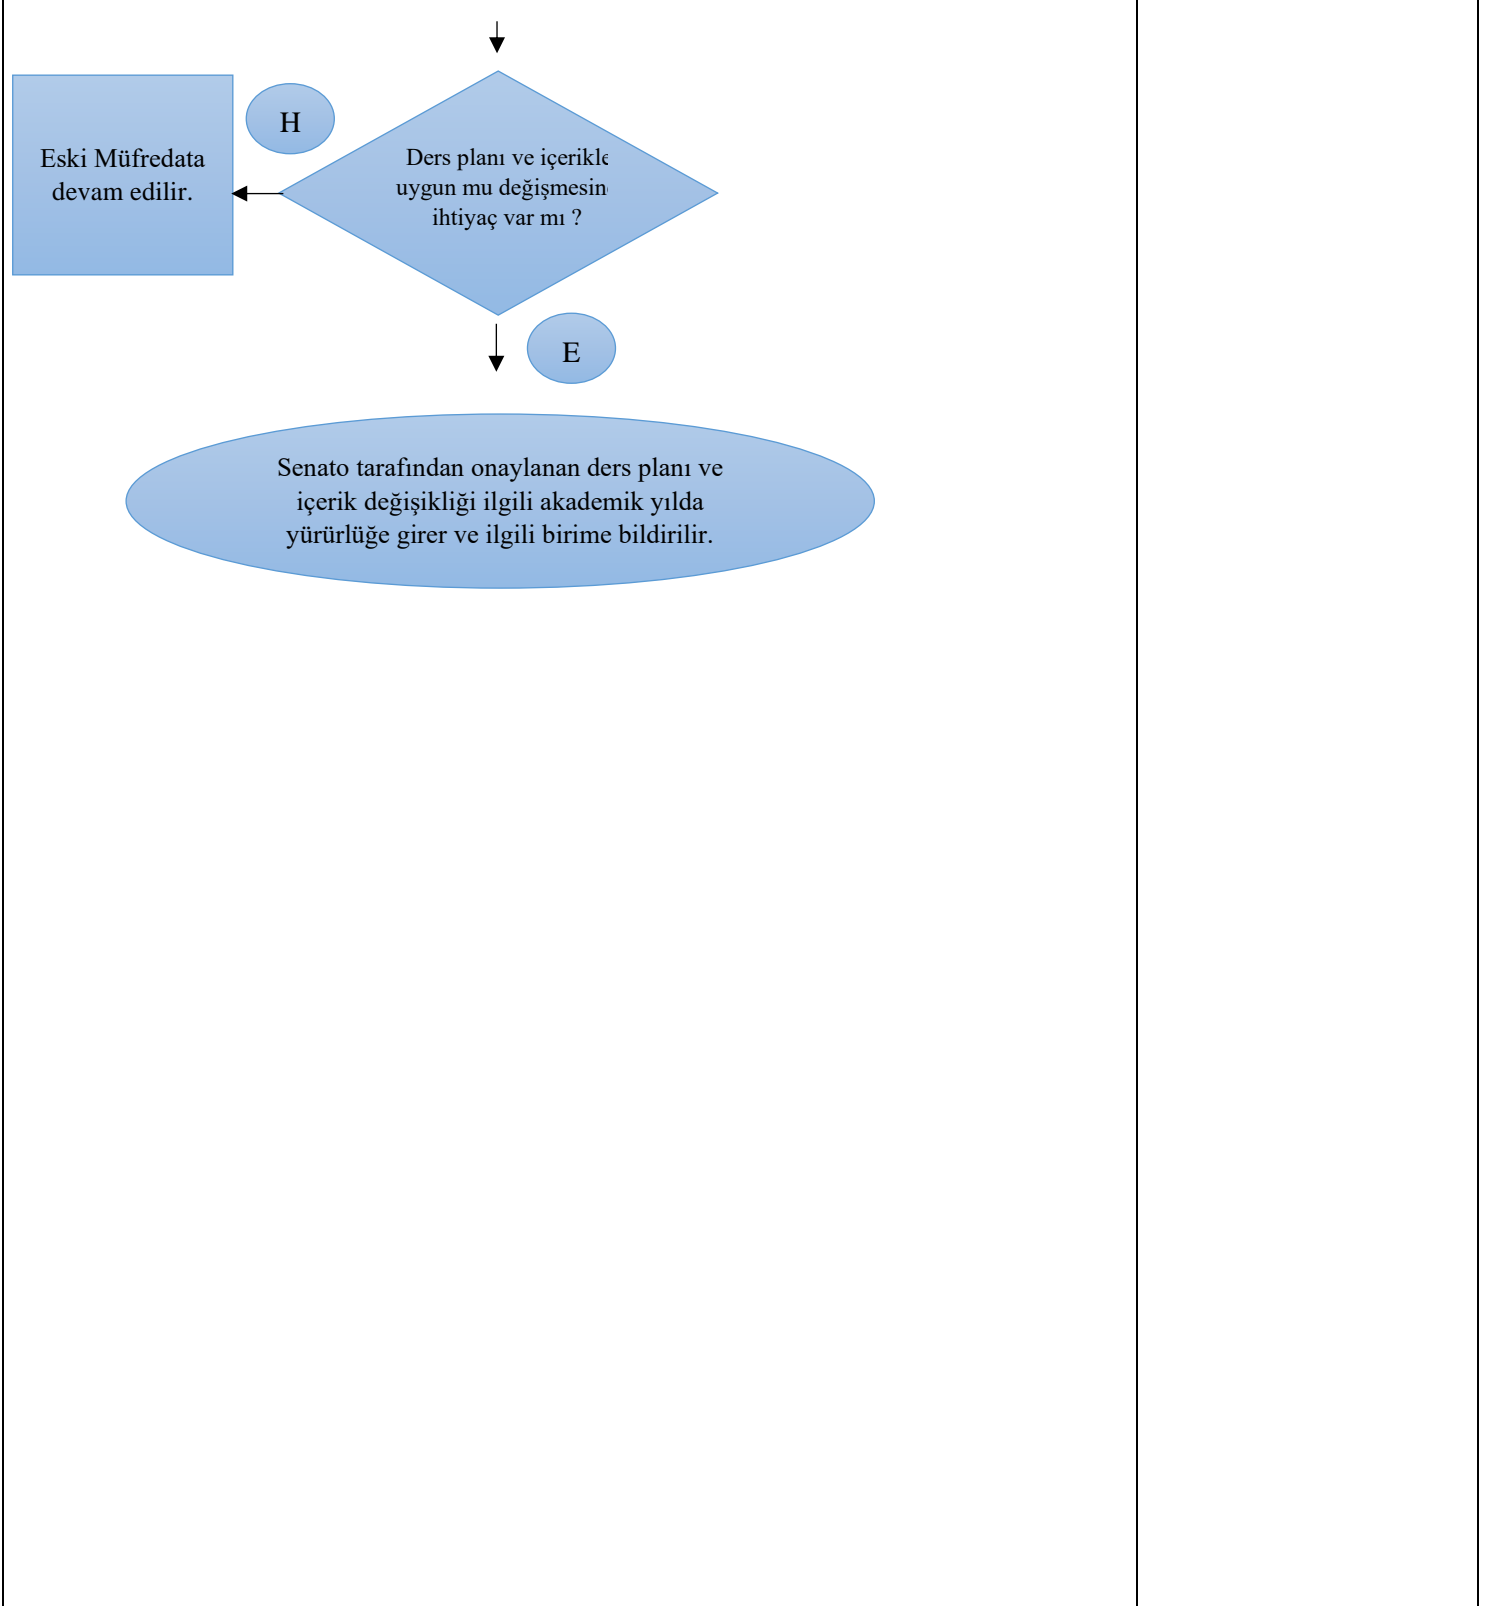 H
Eski Müfredata
devam edilir.
Ders planı ve içerikle
uygun mu değişmesin
ihtiyaç var mı ?
E
Senato tarafından onaylanan ders planı ve
içerik değişikliği ilgili akademik yılda
yürürlüğe girer ve ilgili birime bildirilir.